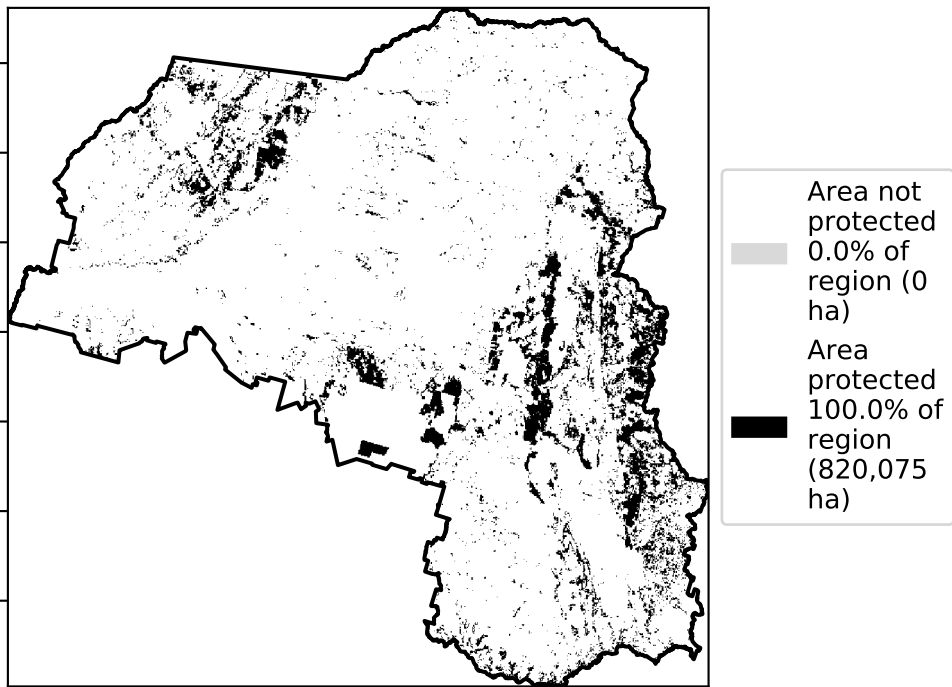 Area not
protected
0.0% of
region (0
ha)
Area
protected
100.0% of
region
(820,075
ha)